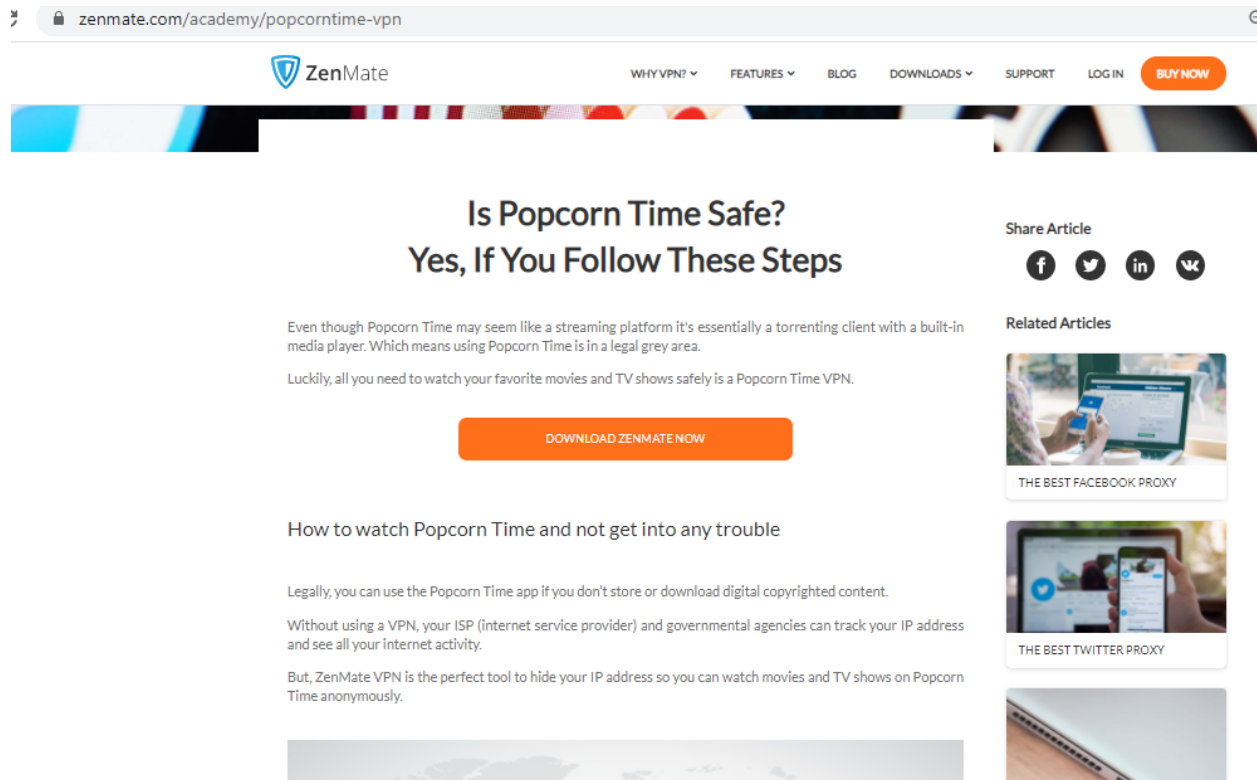 zenmate.com/academy/popcorntime-vpn
ZenMate
WHY VPN?
FEATURES
BLOG
DOWNLOADS
SUPPORT
LOG IN
BUY NOW
Is Popcorn Time Safe?
Yes, If You Follow These Steps
Even though Popcorn Time may seem like a streaming platform it's essentially a torrenting client with a built-in
media player. Which means using Popcorn Time is in a legal grey area.
Luckily, all you need to watch your favorite movies and TV shows safely is a Popcorn Time VPN.
DOWNLOAD ZENMATE NOW
How to watch Popcorn Time and not get into any trouble
Legally, you can use the Popcorn Time app if you don't store or download digital copyrighted content.
Without using a VPN, your ISP (internet service provider) and governmental agencies can track your IP address
and see all your internet activity.
But, ZenMate VPN is the perfect tool to hide your IP address so you can watch movies and TV shows on Popcorn
Time anonymously.
Share Article
Related Articles
THE BEST FACEBOOK PROXY
THE BEST TWITTER PROXY